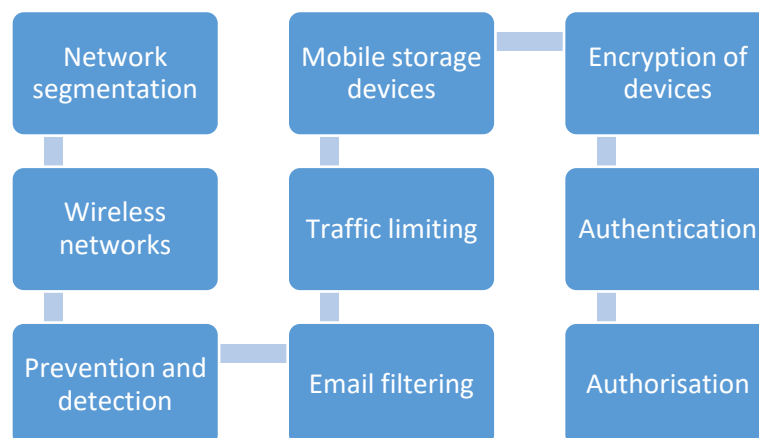 Network
segmentation
Wireless
networks
Prevention and
detection
Email filtering
Traffic limiting
Mobile storage
devices
Encryption of
devices
Authentication
Authorisation